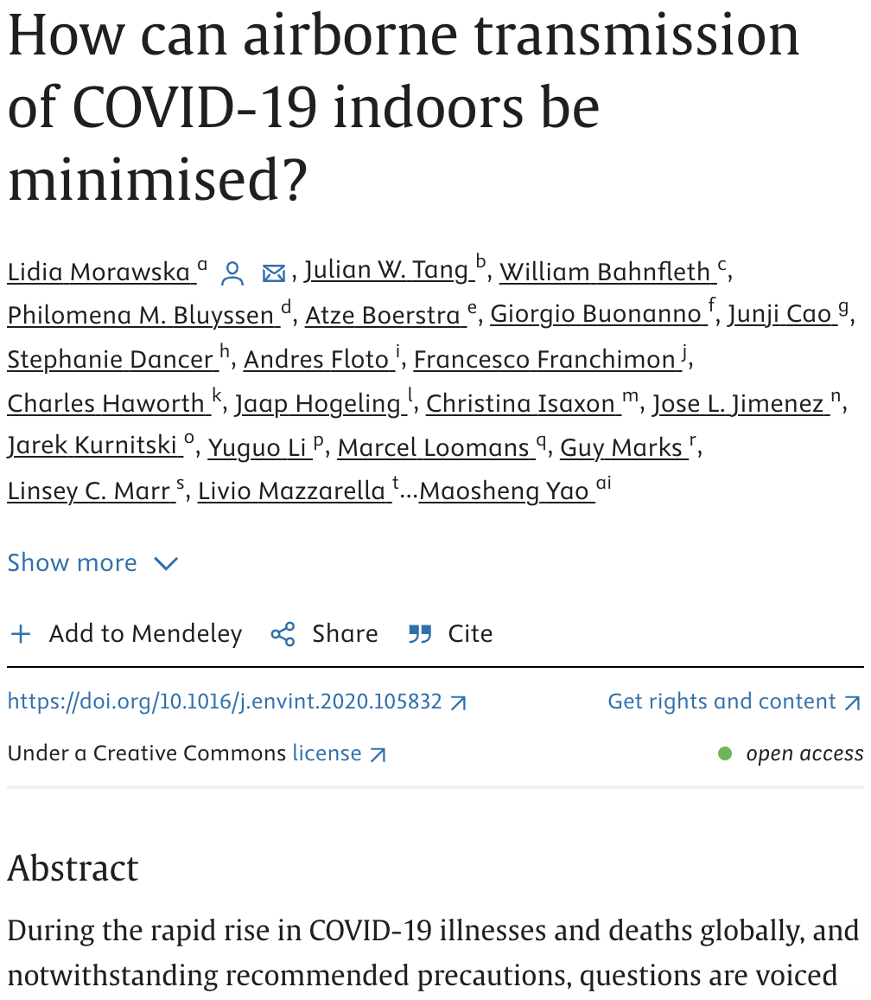 How can airborne transmission
of COVID-19 indoors be
minimised?
Lidia Morawska a, Julian W. Tang b, William Bahnfleth c,
Philomena M. Bluyssen d, Atze Boerstra e, Giorgio Buonanno f, Junji Cao g,
Stephanie Dancer h, Andres Floto i, Francesco Franchimon j,
Charles Haworth k, Jaap Hogeling l, Christina Isaxon m, Jose L. Jimenez n,
Jarek Kurnitski o, Yuguo Li p, Marcel Loomans q, Guy Marks r,
Linsey C. Marr s, Livio Mazzarella t...Maosheng Yao ai
Show more
Add to Mendeley Share Cite
https://doi.org/10.1016/j.envint.2020.105832 Get rights and content
Under a Creative Commons license open access
Abstract
During the rapid rise in COVID-19 illnesses and deaths globally, and
notwithstanding recommended precautions, questions are voiced